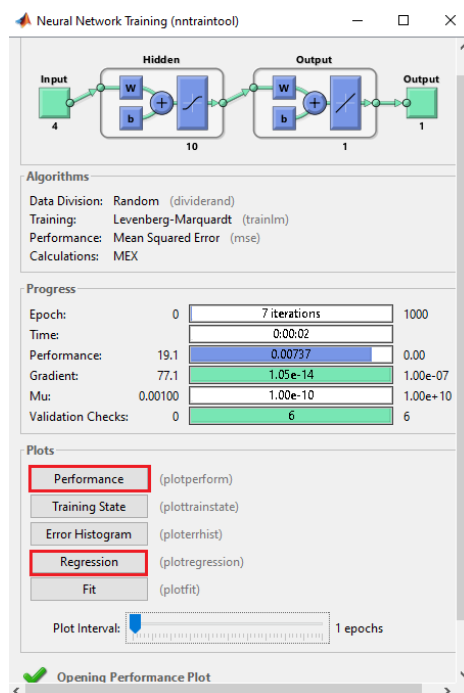 Neural Network Training (nntraintool)
Hidden Output
Input W b + W b + Output
4 10 1 1
Algorithms
Data Division: Random (dividerand)
Training: Levenberg-Marquardt (trainlm)
Performance: Mean Squared Error (mse)
Calculations: MEX
Progress
Epoch: 0 7 iterations 1000
Time: 0:00:02
Performance: 19.1 0.00737 0.00
Gradient: 77.1 1.05e-14 1.00e-07
Mu: 0.00100 1.00e-10 1.00e+10
Validation Checks: 0 6 6
Plots
Performance (plotperform)
Training State (plottrainstate)
Error Histogram (ploterrhist)
Regression (plotregression)
Fit (plotfit)
Plot Interval: 1 epochs
Opening Performance Plot